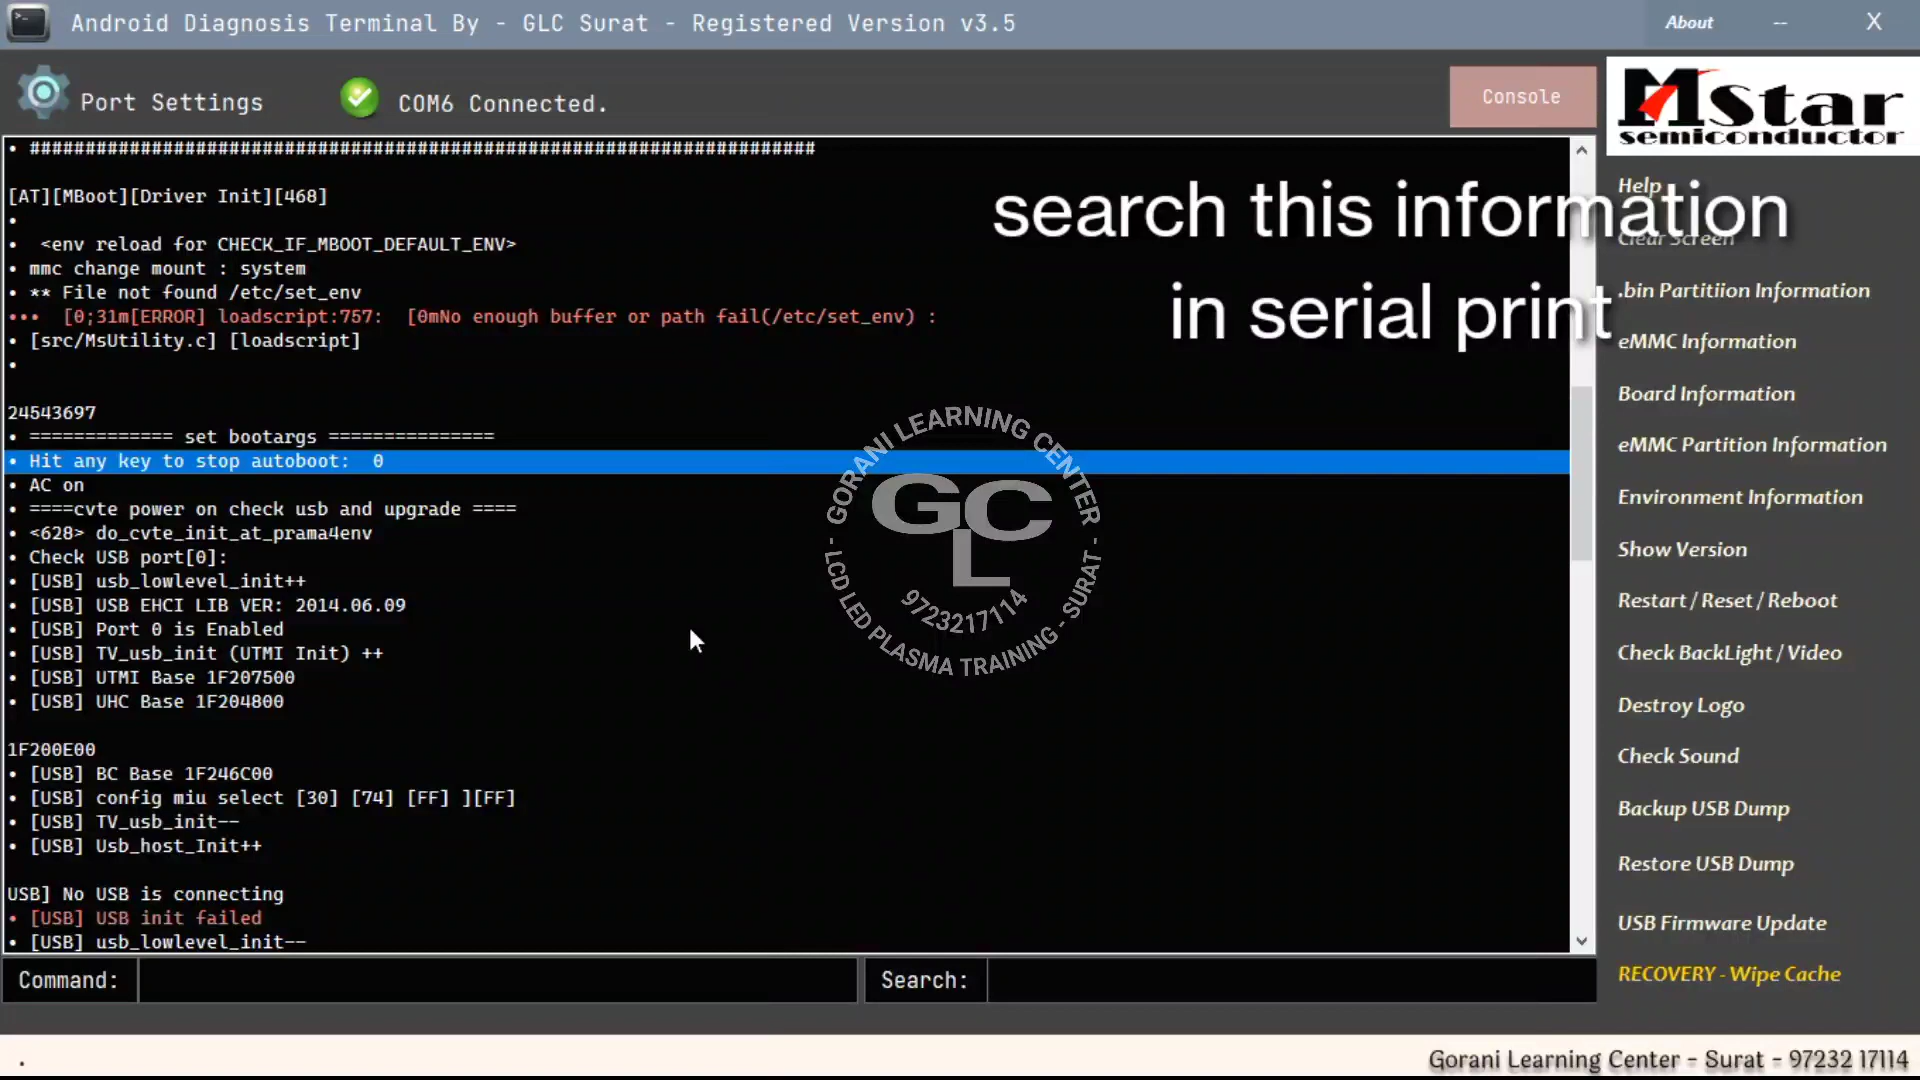 Android Diagnosis Terminal By - GLC Surat - Registered Version v3.5
About
--
X
Port Settings
COM6 Connected.
Console
MStar
semiconductor
• #######################################################################
[AT][MBoot][Driver Init][468]
•
•  <env reload for CHECK_IF_MBOOT_DEFAULT_ENV>
• mmc change mount : system
• ** File not found /etc/set_env
•••  [0;31m[ERROR] loadscript:757:  [0mNo enough buffer or path fail(/etc/set_env) :
• [src/MsUtility.c] [loadscript]
•
24543697
• ============= set bootargs ===============
• Hit any key to stop autoboot:  0
• AC on
• ====cvte power on check usb and upgrade ====
• <628> do_cvte_init_at_prama4env
• Check USB port[0]:
• [USB] usb_lowlevel_init++
• [USB] USB EHCI LIB VER: 2014.06.09
• [USB] Port 0 is Enabled
• [USB] TV_usb_init (UTMI Init) ++
• [USB] UTMI Base 1F207500
• [USB] UHC Base 1F204800
1F200E00
• [USB] BC Base 1F246C00
• [USB] config miu select [30] [74] [FF] ][FF]
• [USB] TV_usb_init--
• [USB] Usb_host_Init++
USB] No USB is connecting
• [USB] USB init failed
• [USB] usb_lowlevel_init--
search this information
in serial print
GORANI LEARNING CENTER
GLC
9723217114
- LCD LED PLASMA TRAINING - SURAT -
Help
Clear Screen
.bin Partitiion Information
eMMC Information
Board Information
eMMC Partition Information
Environment Information
Show Version
Restart / Reset / Reboot
Check BackLight / Video
Destroy Logo
Check Sound
Backup USB Dump
Restore USB Dump
USB Firmware Update
RECOVERY - Wipe Cache
Command:
Search:
.
Gorani Learning Center - Surat - 97232 17114